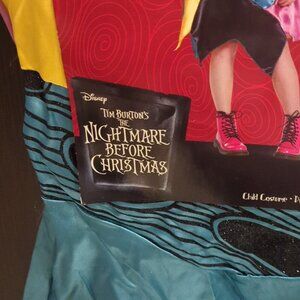 Disney
TIM BURTON'S
THE
NIGHTMARE
BEFORE
CHRISTMAS
Child Costume